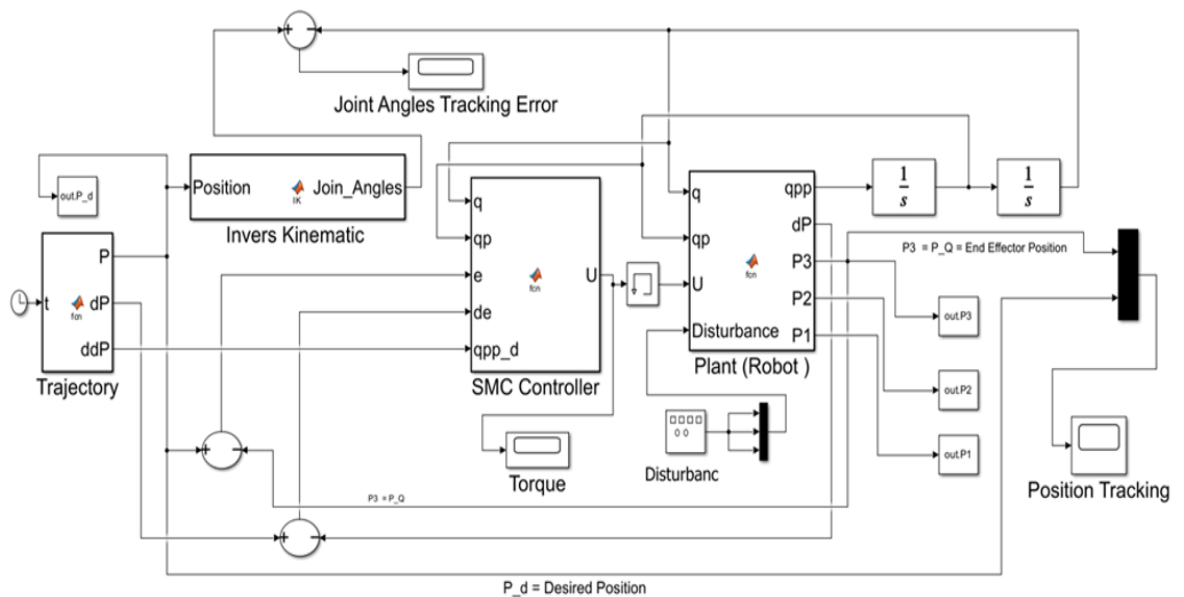 + −
Joint Angles Tracking Error
out.P_d
Position
IK
Join_Angles
Invers Kinematic
t
fcn
P
dP
ddP
Trajectory
q
qp
e
de
qpp_d
fcn
U
SMC Controller
q
qp
U
Disturbance
fcn
qpp
dP
P3
P2
P1
Plant (Robot )
1
s
1
s
P3 = P_Q = End Effector Position
out.P3
out.P2
out.P1
Disturbanc
Torque
Position Tracking
+ −
P3 = P_Q
+ −
P_d = Desired Position